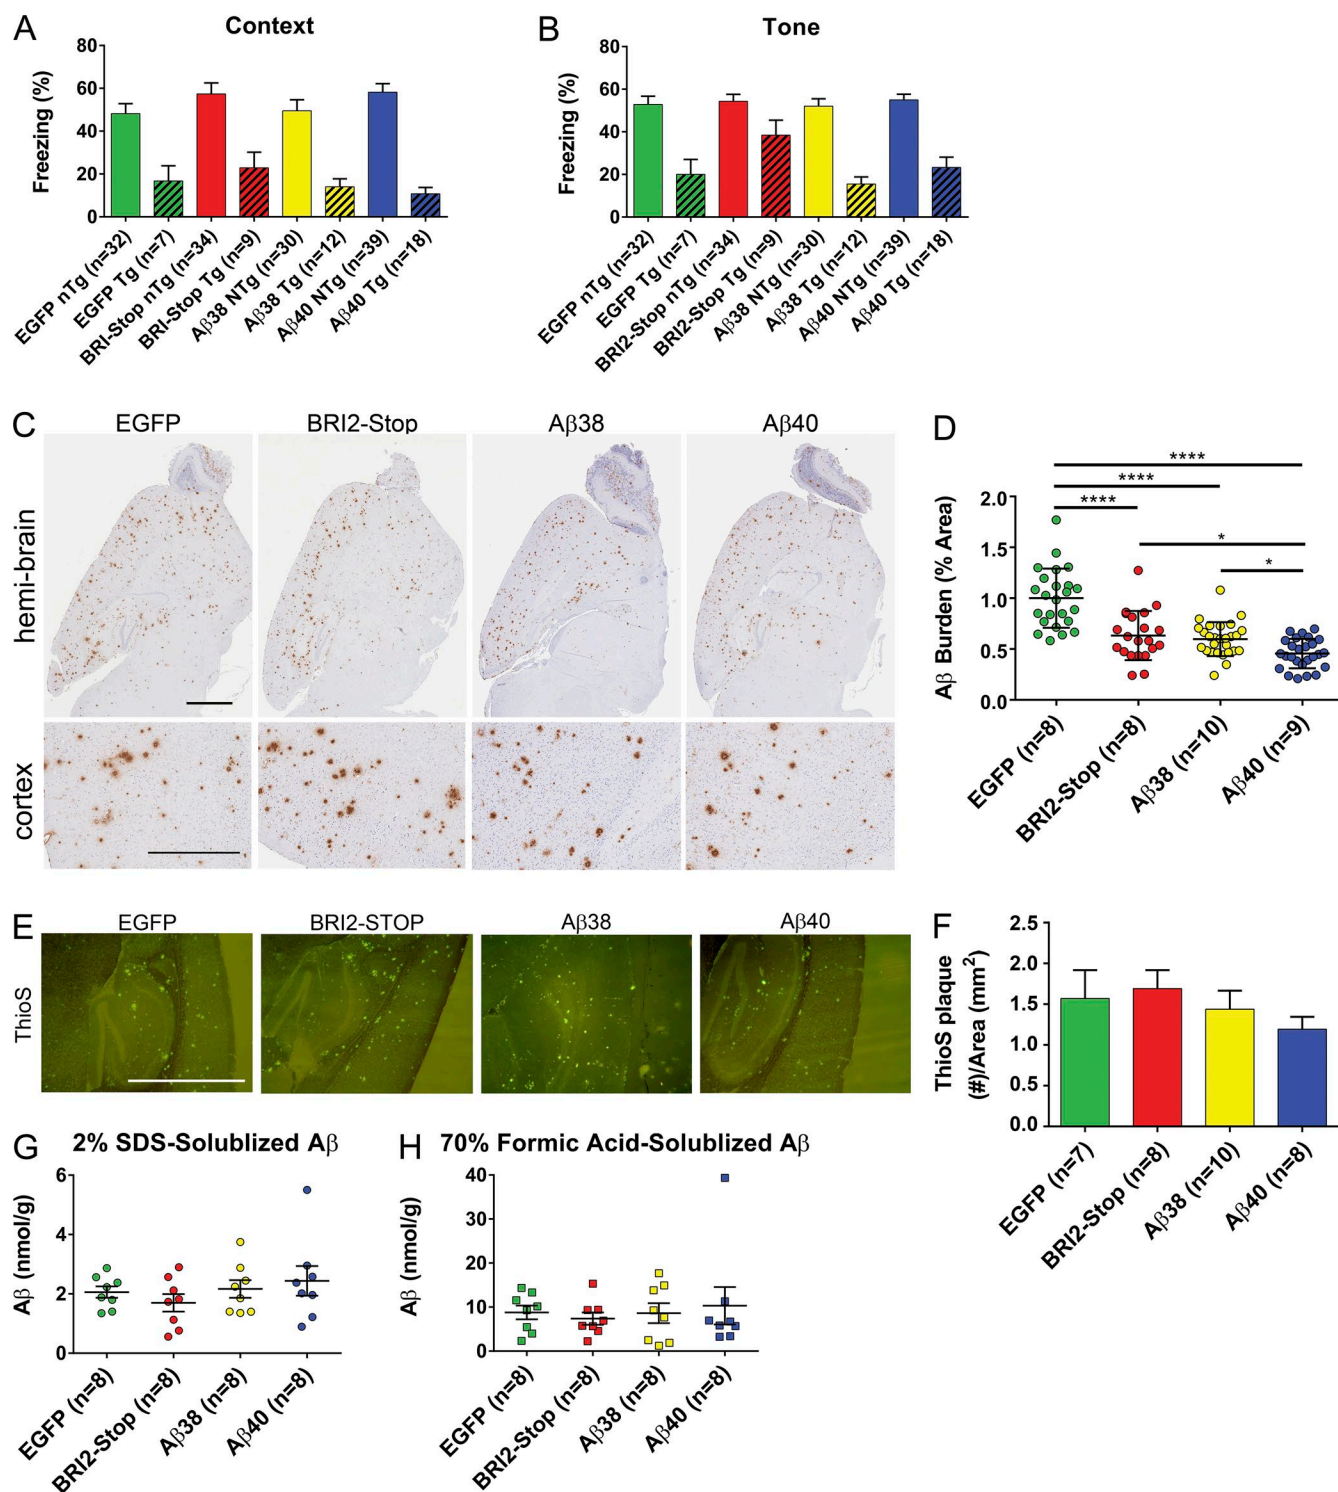 A
Context
Freezing (%)
80
60
40
20
0
EGFP nTg (n=32)
EGFP Tg (n=7)
BRI-Stop nTg (n=34)
BRI-Stop Tg (n=9)
Aβ38 NTg (n=30)
Aβ38 Tg (n=12)
Aβ40 NTg (n=39)
Aβ40 Tg (n=18)
B
Tone
Freezing (%)
80
60
40
20
0
EGFP nTg (n=32)
EGFP Tg (n=7)
BRI2-Stop nTg (n=34)
BRI2-Stop Tg (n=9)
Aβ38 NTg (n=30)
Aβ38 Tg (n=12)
Aβ40 NTg (n=39)
Aβ40 Tg (n=18)
C
EGFP
BRI2-Stop
Aβ38
Aβ40
hemi-brain
cortex
D
Aβ Burden (% Area)
2.0
1.5
1.0
0.5
0.0
****
****
****
*
*
EGFP (n=8)
BRI2-Stop (n=8)
Aβ38 (n=10)
Aβ40 (n=9)
E
EGFP
BRI2-STOP
Aβ38
Aβ40
ThioS
F
ThioS plaque
(#)/Area (mm²)
2.5
2.0
1.5
1.0
0.5
0.0
EGFP (n=7)
BRI2-Stop (n=8)
Aβ38 (n=10)
Aβ40 (n=8)
G
2% SDS-Solublized Aβ
Aβ (nmol/g)
6
4
2
0
EGFP (n=8)
BRI2-Stop (n=8)
Aβ38 (n=8)
Aβ40 (n=8)
H
70% Formic Acid-Solublized Aβ
Aβ (nmol/g)
40
30
20
10
0
EGFP (n=8)
BRI2-Stop (n=8)
Aβ38 (n=8)
Aβ40 (n=8)